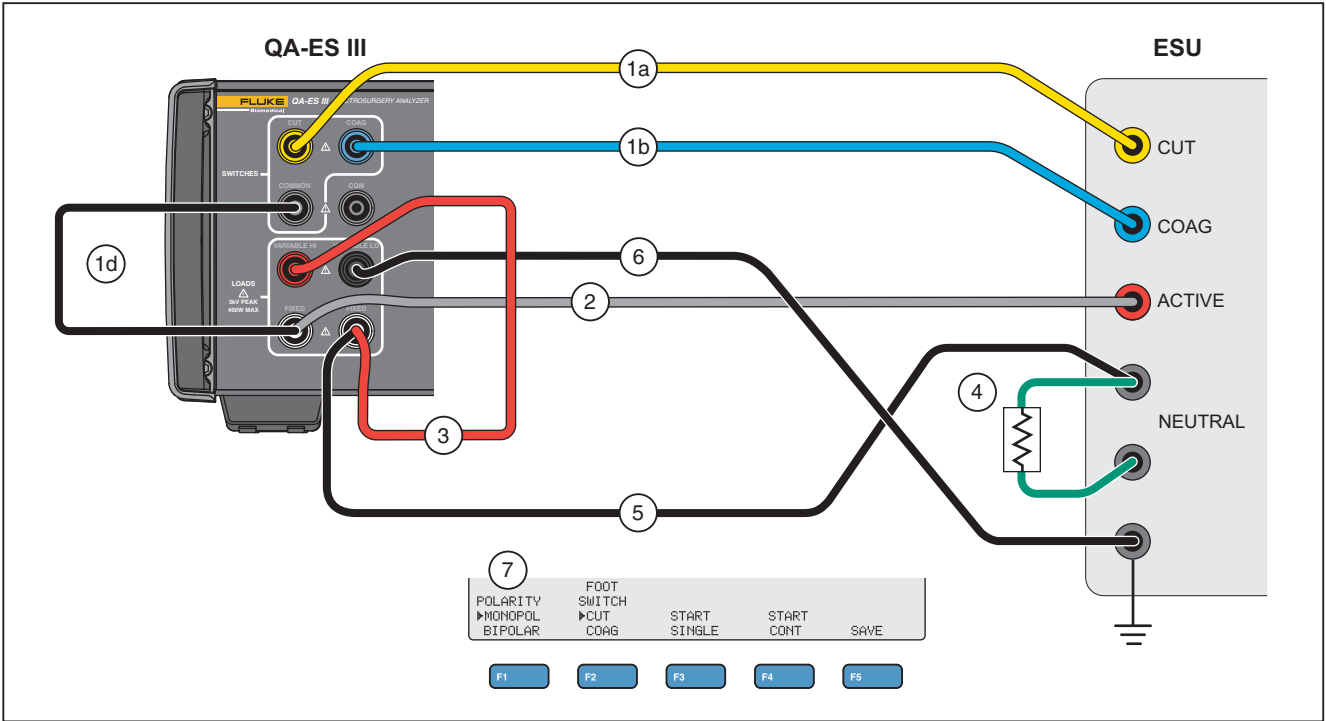 QA-ES III
ESU
1a
FLUKE
Biomedical
QA-ES III
ELECTROSURGERY ANALYZER
CUT
COAG
CUT
1b
SWITCHES
COMMON
COM
COAG
1d
VARIABLE HI
6
LOADS
5kV PEAK
400W MAX
2
ACTIVE
FIXED
FIXED
4
NEUTRAL
3
5
7
FOOT
POLARITY SWITCH
▶MONOPOL ▶CUT START START
BIPOLAR COAG SINGLE CONT SAVE
F1 F2 F3 F4 F5